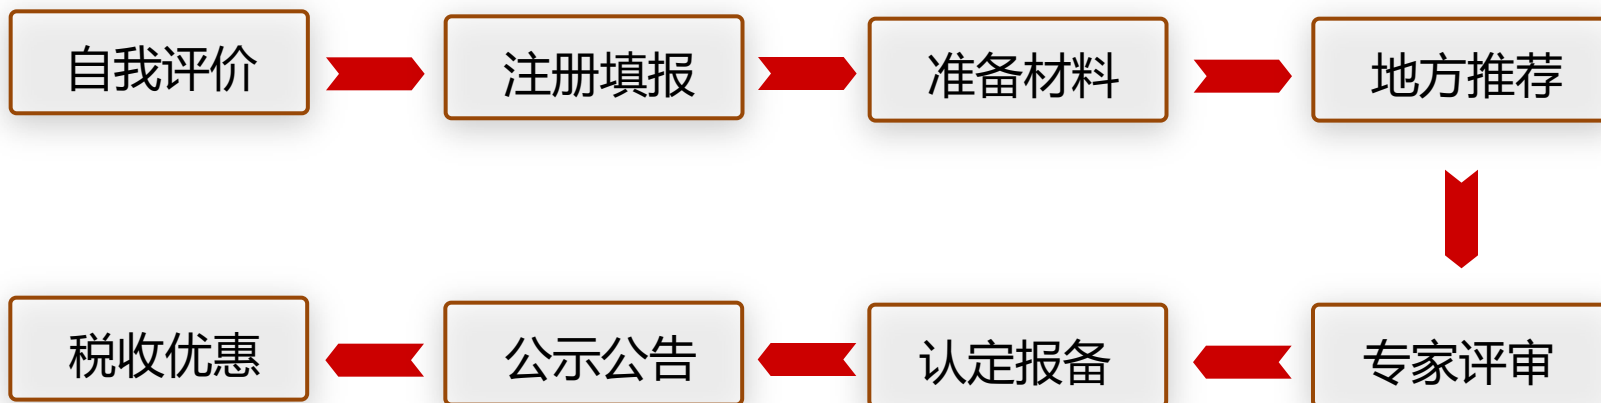 自我评价
注册填报
准备材料
地方推荐
专家评审
认定报备
公示公告
税收优惠